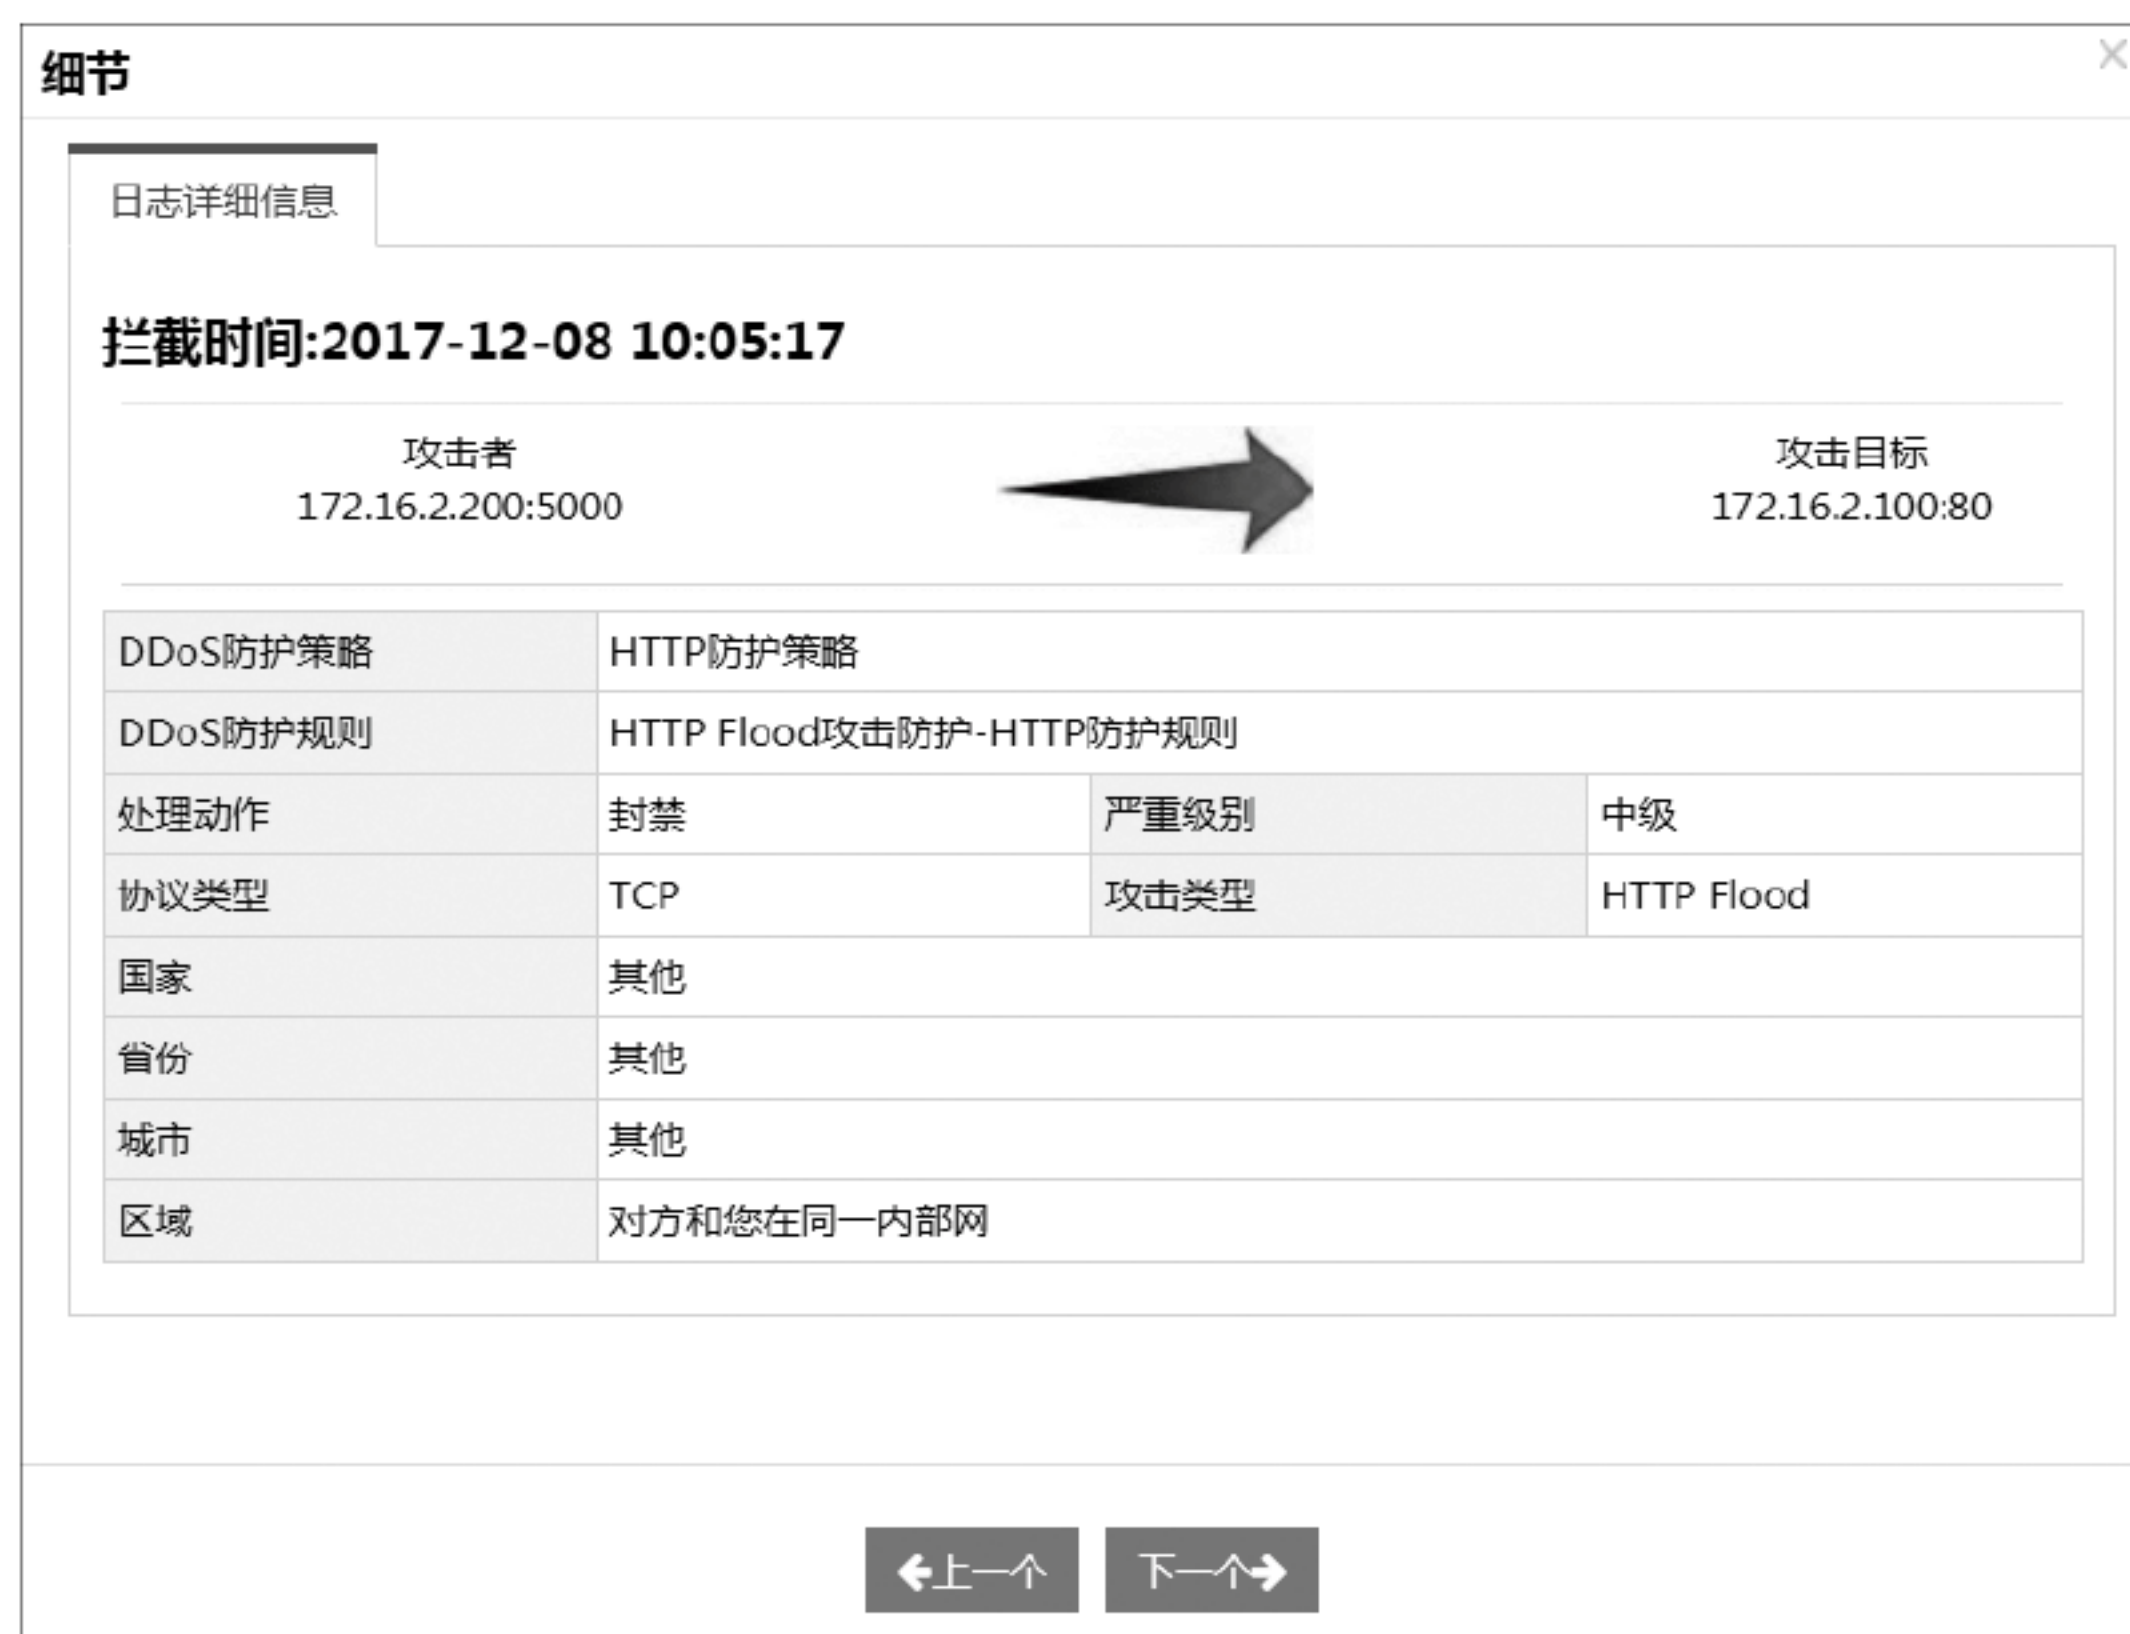 细节
日志详细信息
拦截时间:2017-12-08 10:05:17
攻击者
172.16.2.200:5000
攻击目标
172.16.2.100:80
DDoS防护策略 HTTP防护策略
DDoS防护规则 HTTP Flood攻击防护-HTTP防护规则
处理动作 封禁 严重级别 中级
协议类型 TCP 攻击类型 HTTP Flood
国家 其他
省份 其他
城市 其他
区域 对方和您在同一内部网
上一个 下一个